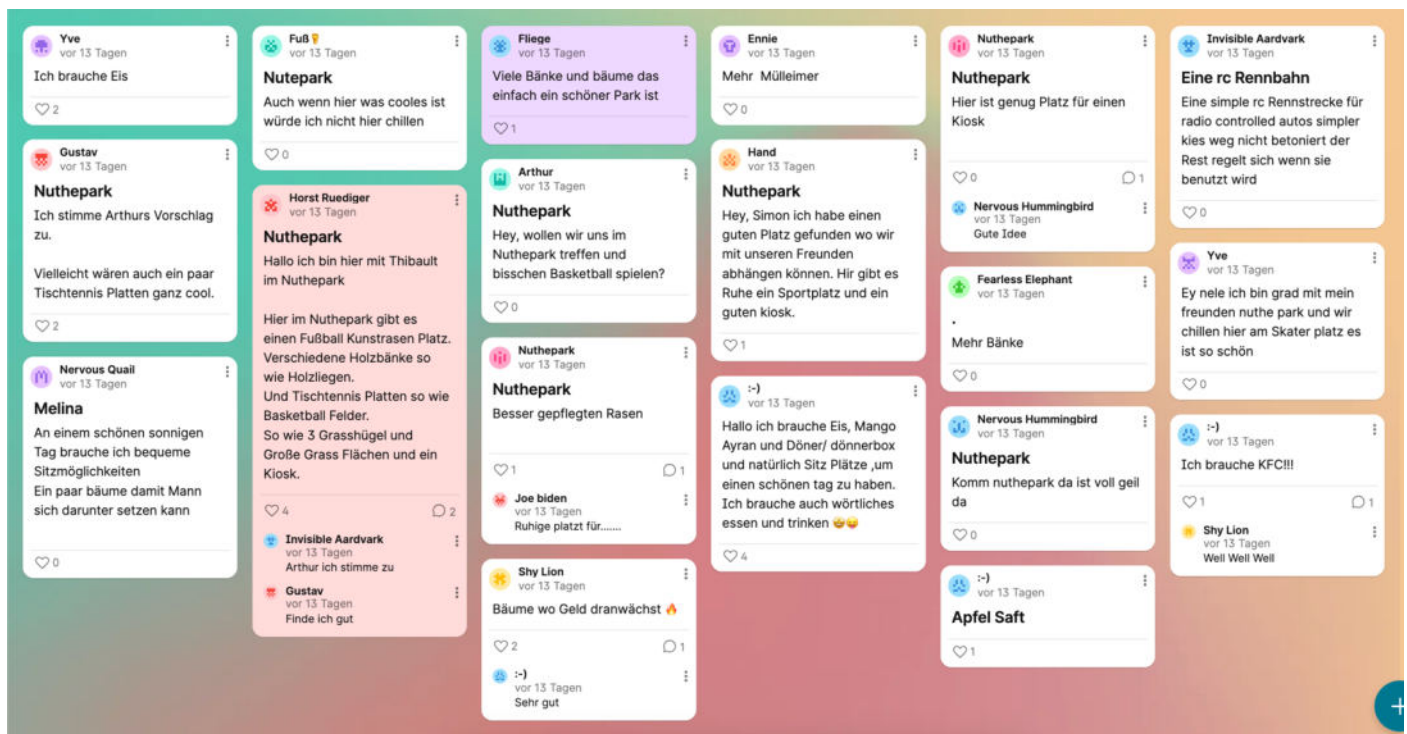 Yve
vor 13 Tagen
Ich brauche Eis
2
Gustav
vor 13 Tagen
Nuthepark
Ich stimme Arthurs Vorschlag
zu.
Vielleicht wären auch ein paar
Tischtennis Platten ganz cool.
2
Nervous Quail
vor 13 Tagen
Melina
An einem schönen sonnigen
Tag brauche ich bequeme
Sitzmöglichkeiten
Ein paar bäume damit Mann
sich darunter setzen kann
0
Fuß
vor 13 Tagen
Nutepark
Auch wenn hier was cooles ist
würde ich nicht hier chillen
0
Horst Ruediger
vor 13 Tagen
Nuthepark
Hallo ich bin hier mit Thibault
im Nuthepark
Hier im Nuthepark gibt es
einen Fußball Kunstrasen Platz.
Verschiedene Holzbänke so
wie Holzliegen.
Und Tischtennis Platten so wie
Basketball Felder.
So wie 3 Grasshügel und
Große Grass Flächen und ein
Kiosk.
4
2
Invisible Aardvark
vor 13 Tagen
Arthur ich stimme zu
Gustav
vor 13 Tagen
Finde ich gut
Fliege
vor 13 Tagen
Viele Bänke und bäume das
einfach ein schöner Park ist
1
Arthur
vor 13 Tagen
Nuthepark
Hey, wollen wir uns im
Nuthepark treffen und
bisschen Basketball spielen?
0
Nuthepark
vor 13 Tagen
Nuthepark
Besser gepflegten Rasen
1
1
Joe biden
vor 13 Tagen
Ruhige platzt für.......
Shy Lion
vor 13 Tagen
Bäume wo Geld dranwächst 🔥
2
1
:-)
vor 13 Tagen
Sehr gut
Ennie
vor 13 Tagen
Mehr Mülleimer
0
Hand
vor 13 Tagen
Nuthepark
Hey, Simon ich habe einen
guten Platz gefunden wo wir
mit unseren Freunden
abhängen können. Hir gibt es
Ruhe ein Sportplatz und ein
guten kiosk.
1
:-)
vor 13 Tagen
Hallo ich brauche Eis, Mango
Ayran und Döner/ dönnerbox
und natürlich Sitz Plätze ,um
einen schönen tag zu haben.
Ich brauche auch wörtliches
essen und trinken 🤩😜
4
Nuthepark
vor 13 Tagen
Nuthepark
Hier ist genug Platz für einen
Kiosk
0
1
Nervous Hummingbird
vor 13 Tagen
Gute Idee
Fearless Elephant
vor 13 Tagen
.
Mehr Bänke
0
Nervous Hummingbird
vor 13 Tagen
Nuthepark
Komm nuthepark da ist voll geil
da
0
:-)
vor 13 Tagen
Apfel Saft
1
Invisible Aardvark
vor 13 Tagen
Eine rc Rennbahn
Eine simple rc Rennstrecke für
radio controlled autos simpler
kies weg nicht betoniert der
Rest regelt sich wenn sie
benutzt wird
0
Yve
vor 13 Tagen
Ey nele ich bin grad mit mein
freunden nuthe park und wir
chillen hier am Skater platz es
ist so schön
0
:-)
vor 13 Tagen
Ich brauche KFC!!!
1
1
Shy Lion
vor 13 Tagen
Well Well Well